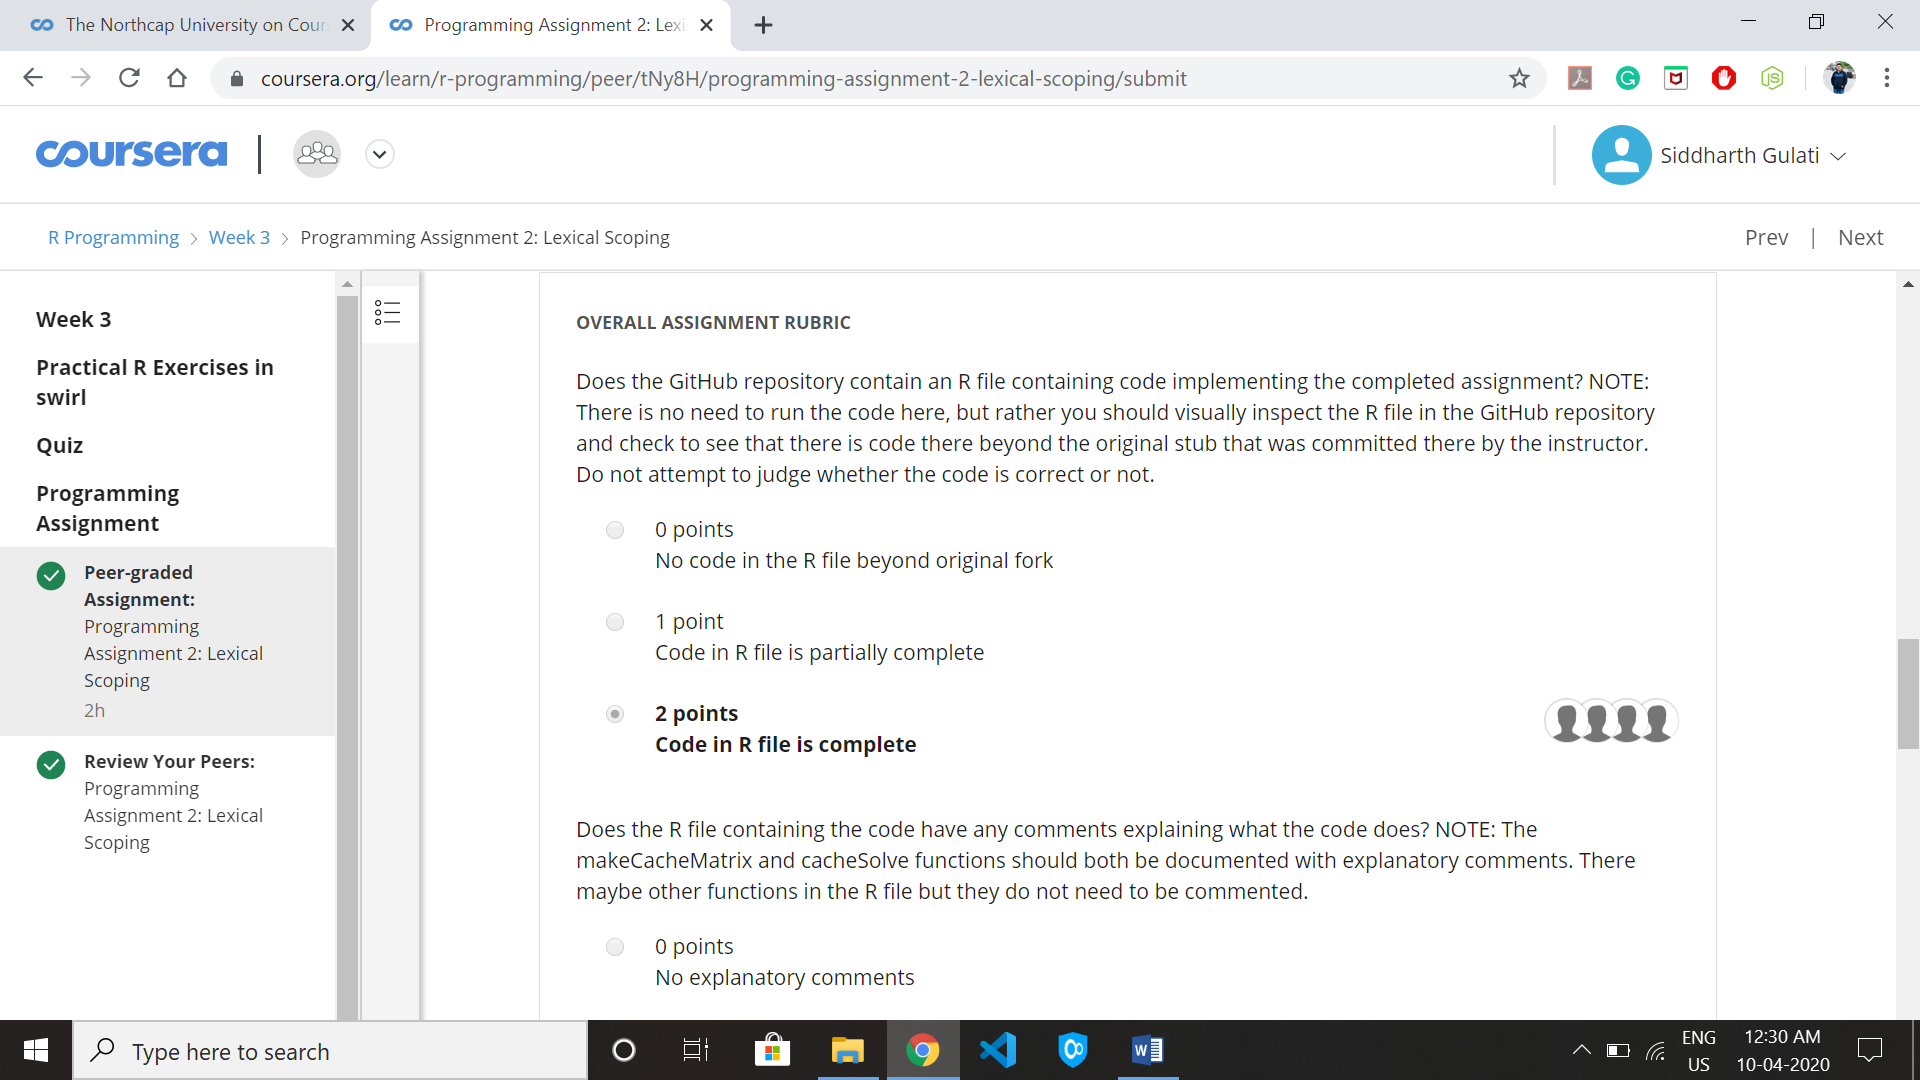 The Northcap University on Cour
Programming Assignment 2: Lexi
coursera.org/learn/r-programming/peer/tNy8H/programming-assignment-2-lexical-scoping/submit
coursera
Siddharth Gulati
R Programming > Week 3 > Programming Assignment 2: Lexical Scoping
Prev | Next
Week 3
Practical R Exercises in
swirl
Quiz
Programming
Assignment
Peer-graded
Assignment:
Programming
Assignment 2: Lexical
Scoping
2h
Review Your Peers:
Programming
Assignment 2: Lexical
Scoping
OVERALL ASSIGNMENT RUBRIC
Does the GitHub repository contain an R file containing code implementing the completed assignment? NOTE:
There is no need to run the code here, but rather you should visually inspect the R file in the GitHub repository
and check to see that there is code there beyond the original stub that was committed there by the instructor.
Do not attempt to judge whether the code is correct or not.
0 points
No code in the R file beyond original fork
1 point
Code in R file is partially complete
2 points
Code in R file is complete
Does the R file containing the code have any comments explaining what the code does? NOTE: The
makeCacheMatrix and cacheSolve functions should both be documented with explanatory comments. There
maybe other functions in the R file but they do not need to be commented.
0 points
No explanatory comments
Type here to search
ENG
US
12:30 AM
10-04-2020